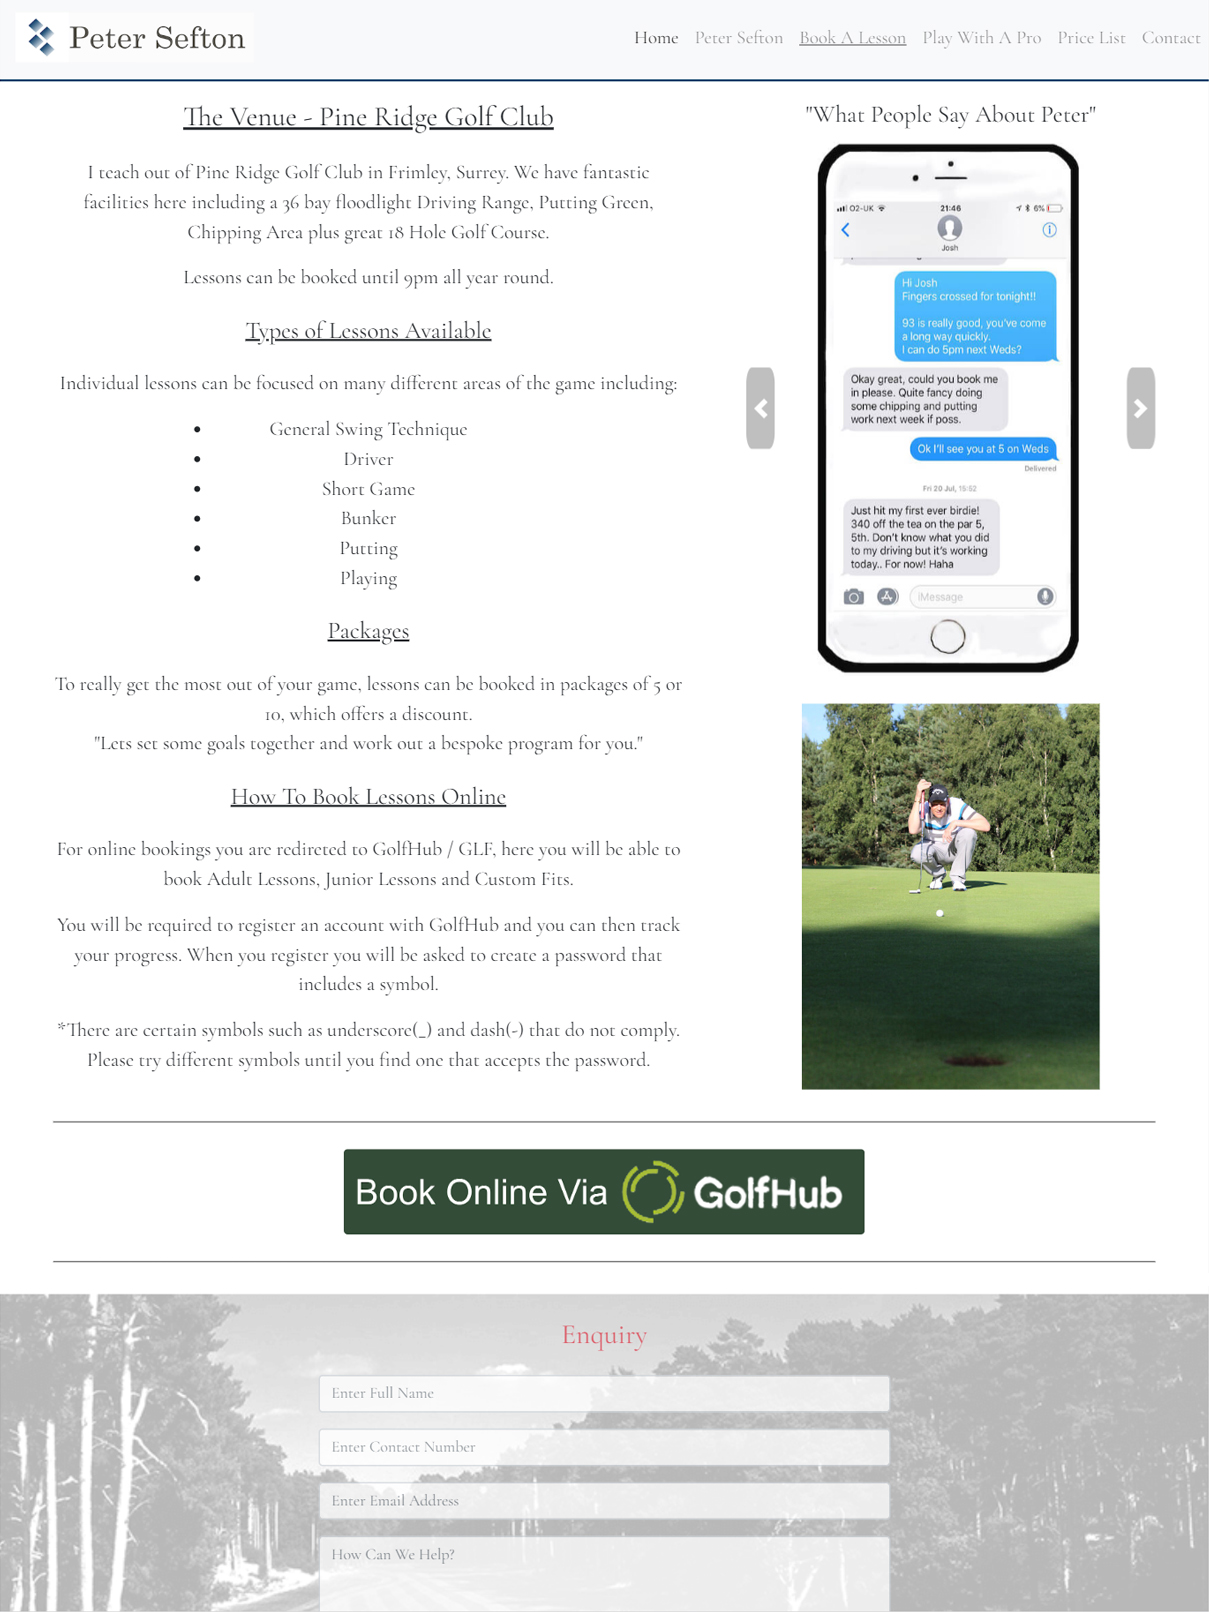 Peter Sefton
Home Peter Sefton Book A Lesson Play With A Pro Price List Contact
The Venue - Pine Ridge Golf Club
I teach out of Pine Ridge Golf Club in Frimley, Surrey. We have fantastic
facilities here including a 36 bay floodlight Driving Range, Putting Green,
Chipping Area plus great 18 Hole Golf Course.
Lessons can be booked until 9pm all year round.
Types of Lessons Available
Individual lessons can be focused on many different areas of the game including:
• General Swing Technique
• Driver
• Short Game
• Bunker
• Putting
• Playing
Packages
To really get the most out of your game, lessons can be booked in packages of 5 or
10, which offers a discount.
"Lets set some goals together and work out a bespoke program for you."
How To Book Lessons Online
For online bookings you are redireted to GolfHub / GLF, here you will be able to
book Adult Lessons, Junior Lessons and Custom Fits.
You will be required to register an account with GolfHub and you can then track
your progress. When you register you will be asked to create a password that
includes a symbol.
*There are certain symbols such as underscore(_) and dash(-) that do not comply.
Please try different symbols until you find one that accepts the password.
"What People Say About Peter"
O2-UK 21:46 6%
Josh
Hi Josh
Fingers crossed for tonight!!
93 is really good, you've come
a long way quickly.
I can do 5pm next Weds?
Okay great, could you book me
in please. Quite fancy doing
some chipping and putting
work next week if poss.
Ok I'll see you at 5 on Weds
Delivered
Fri 20 Jul, 15:52
Just hit my first ever birdie!
340 off the tea on the par 5,
5th. Don't know what you did
to my driving but it's working
today.. For now! Haha
iMessage
Book Online Via GolfHub
Enquiry
Enter Full Name
Enter Contact Number
Enter Email Address
How Can We Help?